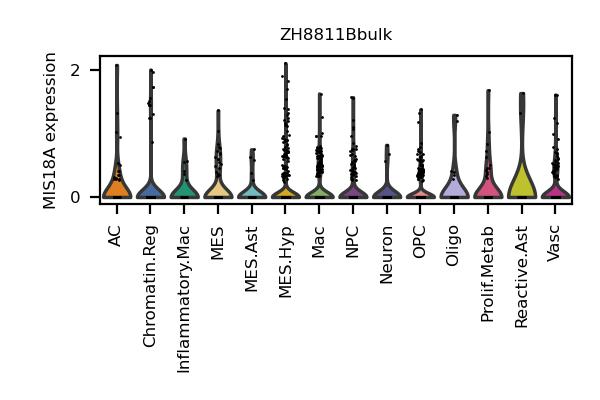 ZH8811Bbulk
MIS18A expression
2
0
AC
Chromatin.Reg
Inflammatory.Mac
MES
MES.Ast
MES.Hyp
Mac
NPC
Neuron
OPC
Oligo
Prolif.Metab
Reactive.Ast
Vasc